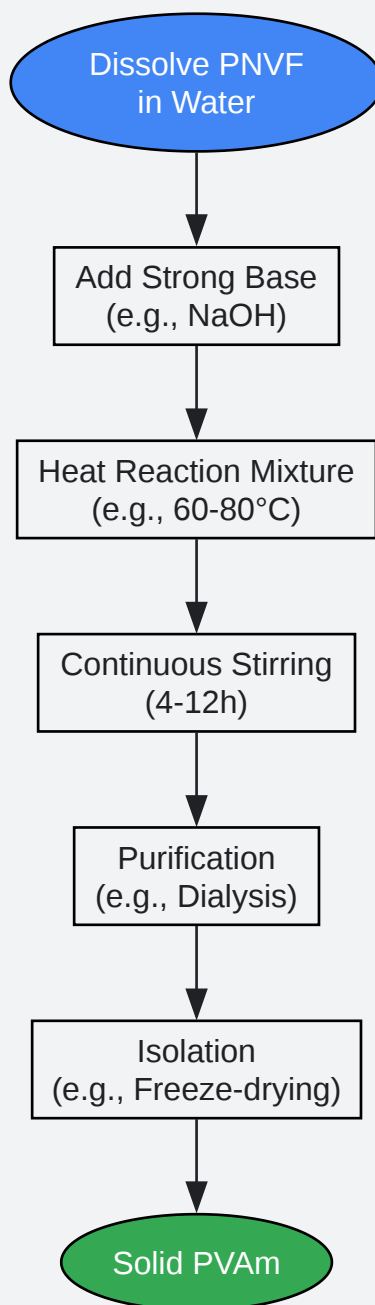 Dissolve PNVF
in Water
Add Strong Base
(e.g., NaOH)
Heat Reaction Mixture
(e.g., 60-80°C)
Continuous Stirring
(4-12h)
Purification
(e.g., Dialysis)
Isolation
(e.g., Freeze-drying)
Solid PVAm